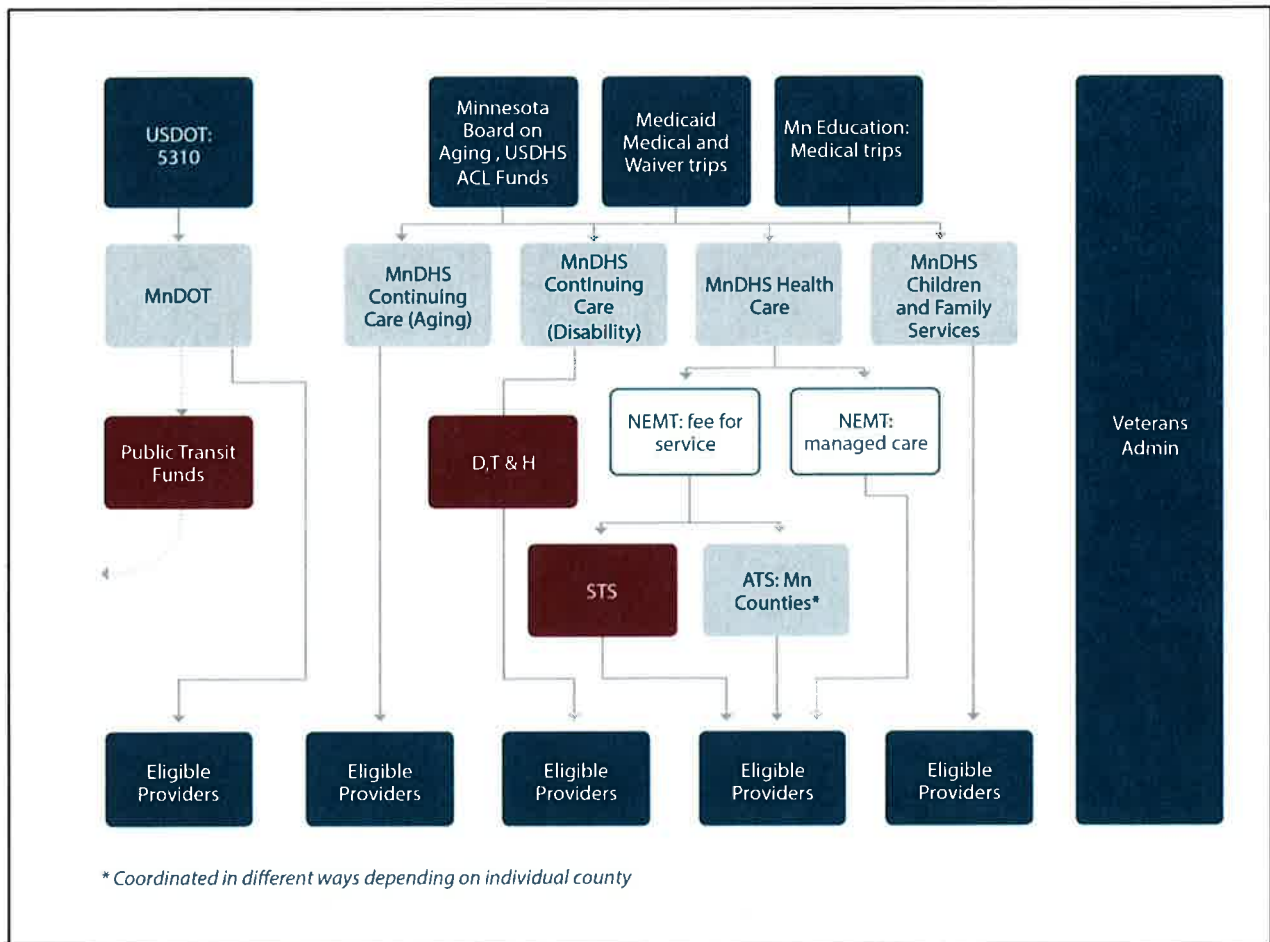 USDOT:
5310
Minnesota
Board on
Aging , USDHS
ACL Funds
Medicaid
Medical and
Waiver trips
Mn Education:
Medical trips
MnDOT
MnDHS
Continuing
Care (Aging)
MnDHS
Continuing
Care
(Disability)
MnDHS Health
Care
MnDHS
Children
and Family
Services
Veterans
Admin
Public Transit
Funds
D,T & H
NEMT: fee for
service
NEMT:
managed care
STS
ATS: Mn
Counties*
Eligible
Providers
Eligible
Providers
Eligible
Providers
Eligible
Providers
Eligible
Providers
* Coordinated in different ways depending on individual county